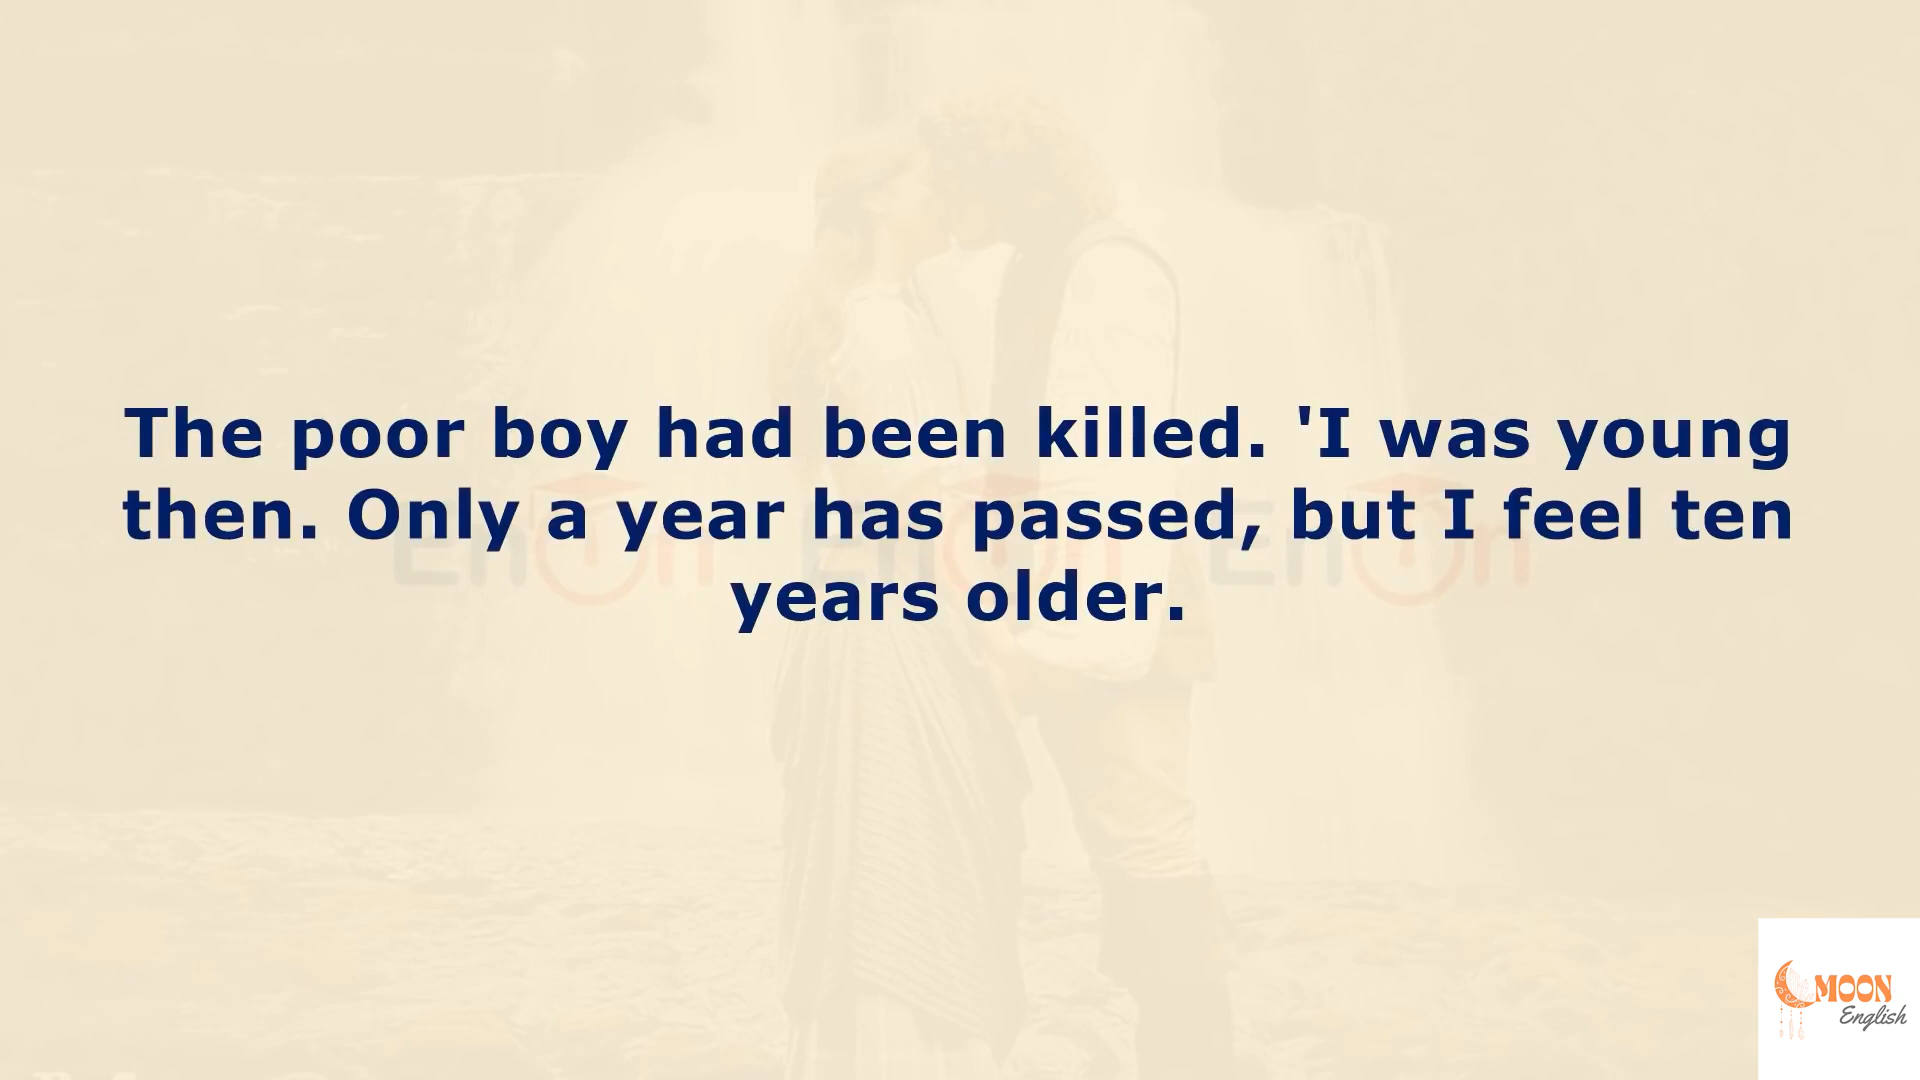 The poor boy had been killed. 'I was young
then. Only a year has passed, but I feel ten
years older.
MOON
English